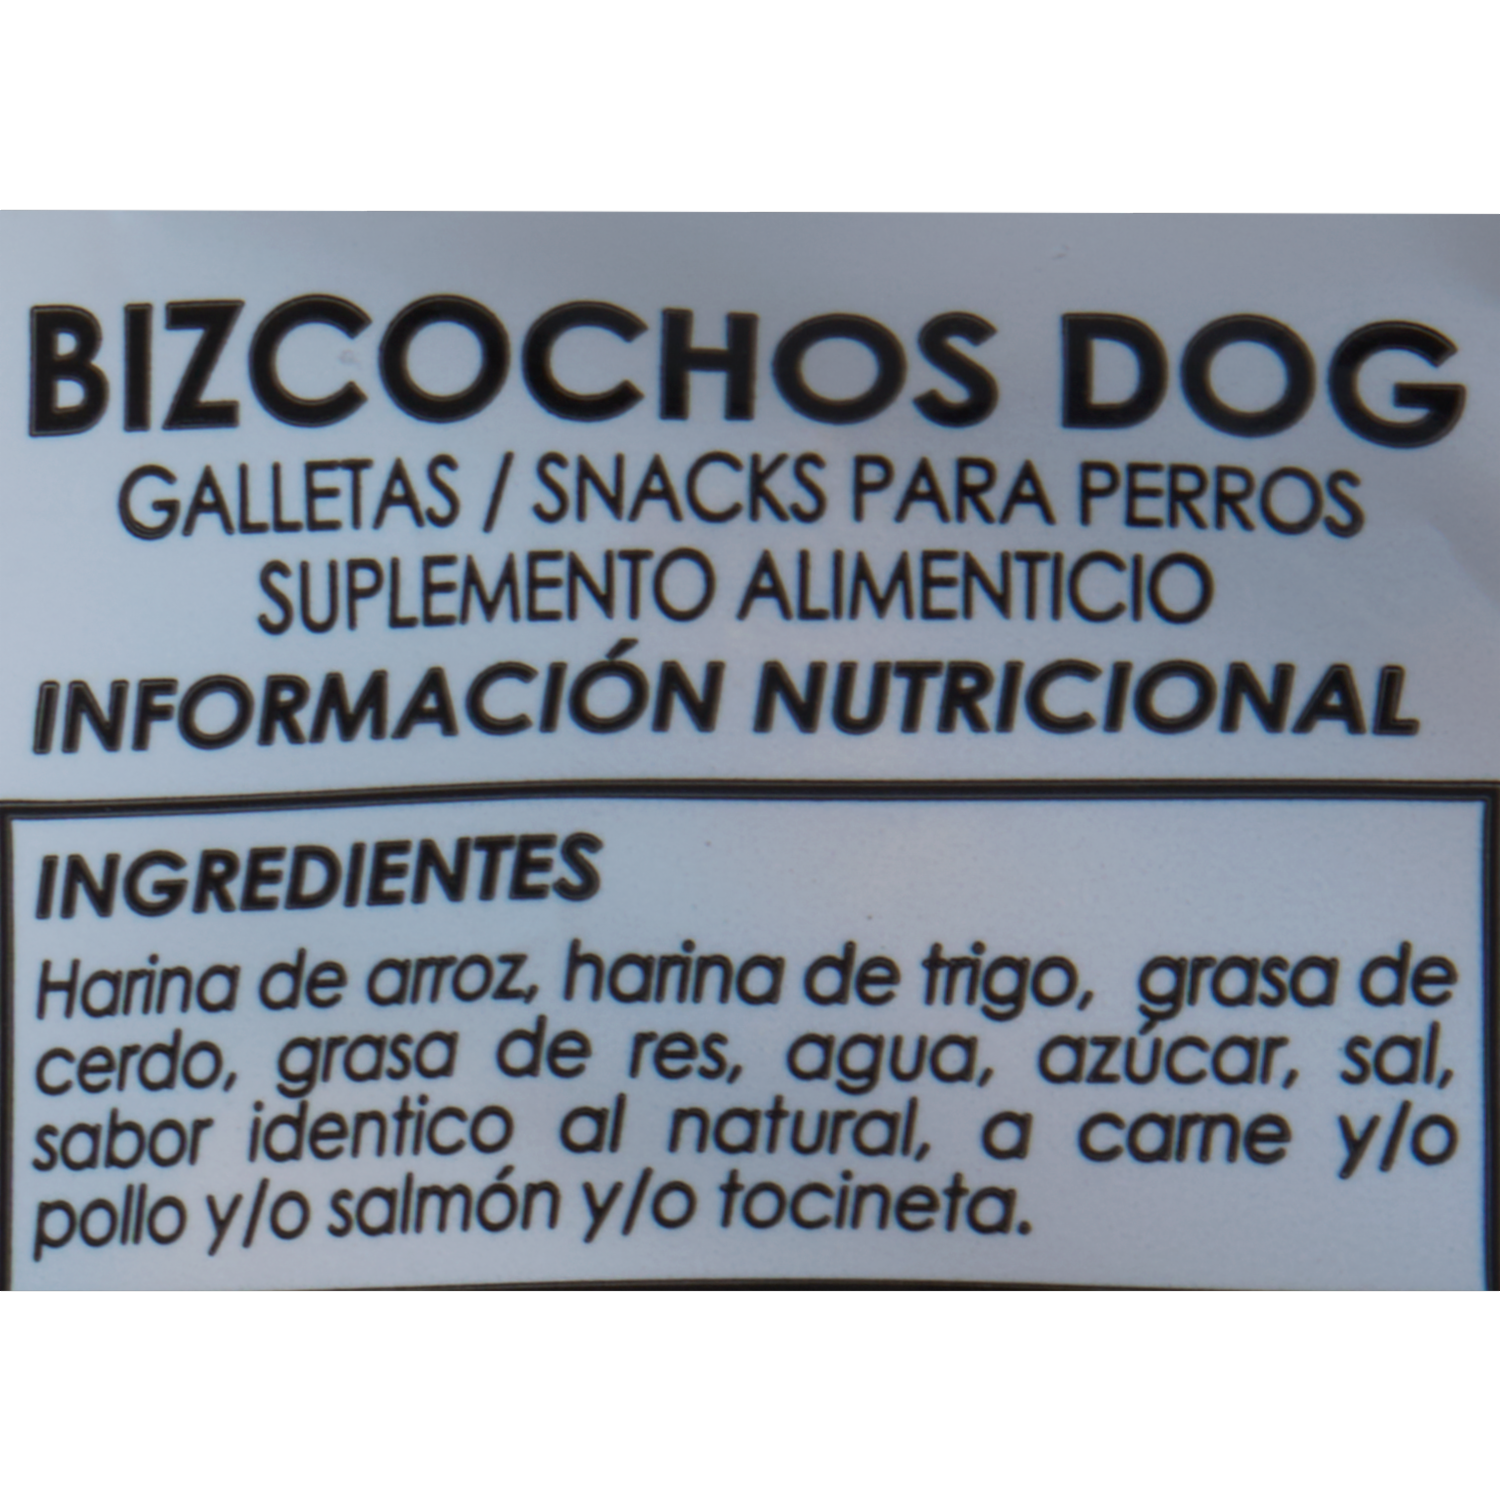 BIZCOCHOS DOG
GALLETAS / SNACKS PARA PERROS
SUPLEMENTO ALIMENTICIO
INFORMACIÓN NUTRICIONAL
INGREDIENTES
Harina de arroz, harina de trigo, grasa de
cerdo, grasa de res, agua, azúcar, sal,
sabor identico al natural, a carne y/o
pollo y/o salmón y/o tocineta.